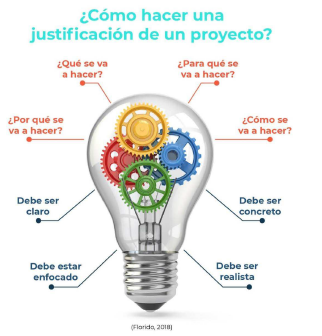 ¿Cómo hacer una
justificación de un proyecto?
¿Qué se va
a hacer?
¿Para qué se
va a hacer?
¿Por qué se
va a hacer?
¿Cómo se
va a hacer?
Debe ser
claro
Debe ser
concreto
Debe estar
enfocado
Debe ser
realista
(Florido, 2018)